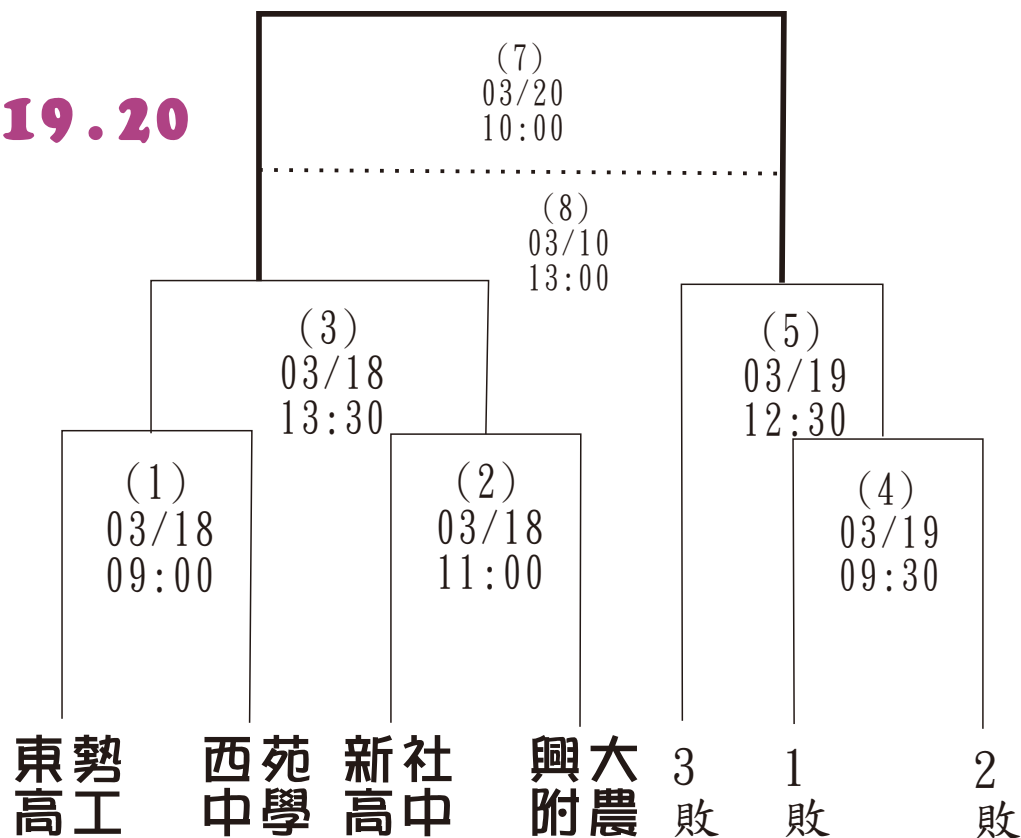 (7)
03/20
10:00
19.20
(8)
03/10
13:00
(3)
03/18
13:30
(5)
03/19
12:30
(1)
03/18
09:00
(2)
03/18
11:00
(4)
03/19
09:30
東勢
高工
西苑
中學
新社
高中
興大
附農
3
敗
1
敗
2
敗